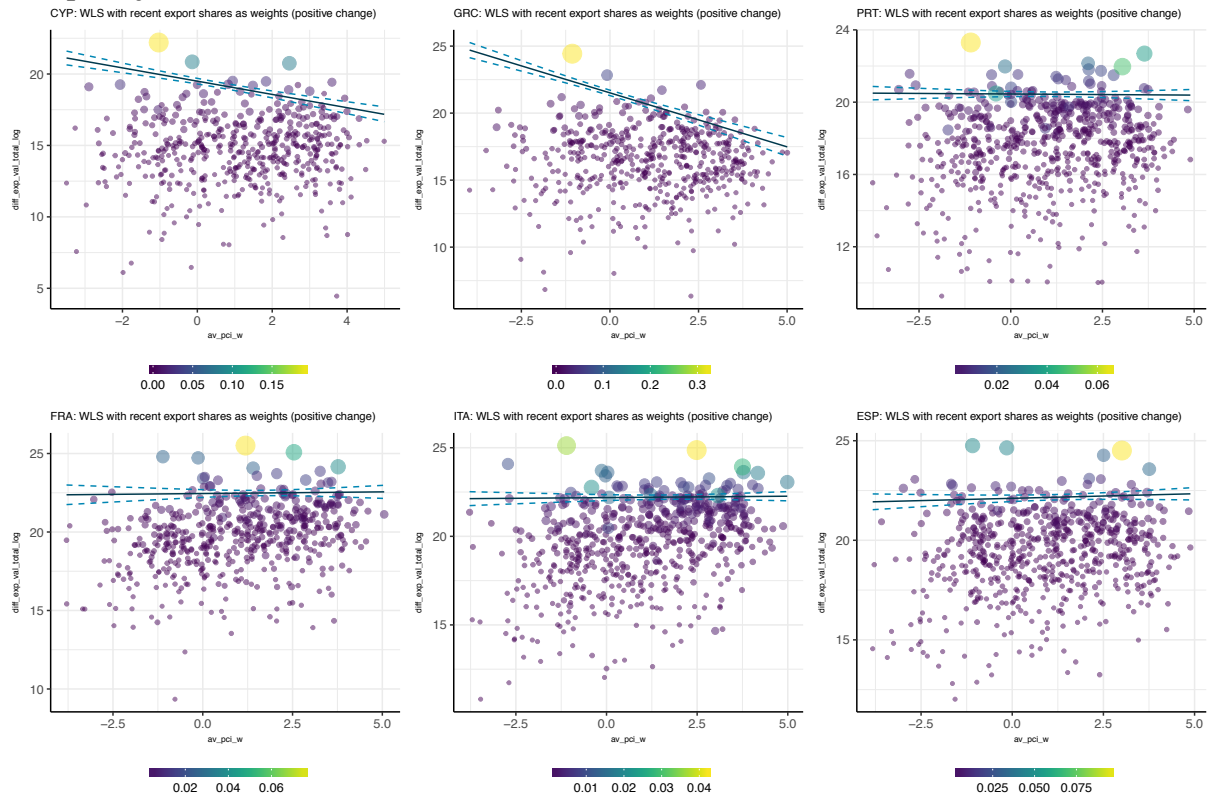 CYP: WLS with recent export shares as weights (positive change)
diff_exp_val_total_log
20
15
10
5
−2
0
2
4
av_pci_w
0.00 0.05 0.10 0.15
GRC: WLS with recent export shares as weights (positive change)
diff_exp_val_total_log
25
20
15
10
−2.5
0.0
2.5
5.0
av_pci_w
0.0 0.1 0.2 0.3
PRT: WLS with recent export shares as weights (positive change)
diff_exp_val_total_log
24
20
16
12
−2.5
0.0
2.5
5.0
av_pci_w
0.02 0.04 0.06
FRA: WLS with recent export shares as weights (positive change)
diff_exp_val_total_log
25
20
15
10
−2.5
0.0
2.5
5.0
av_pci_w
0.02 0.04 0.06
ITA: WLS with recent export shares as weights (positive change)
diff_exp_val_total_log
25
20
15
−2.5
0.0
2.5
5.0
av_pci_w
0.01 0.02 0.03 0.04
ESP: WLS with recent export shares as weights (positive change)
diff_exp_val_total_log
25
20
15
−2.5
0.0
2.5
5.0
av_pci_w
0.025 0.050 0.075